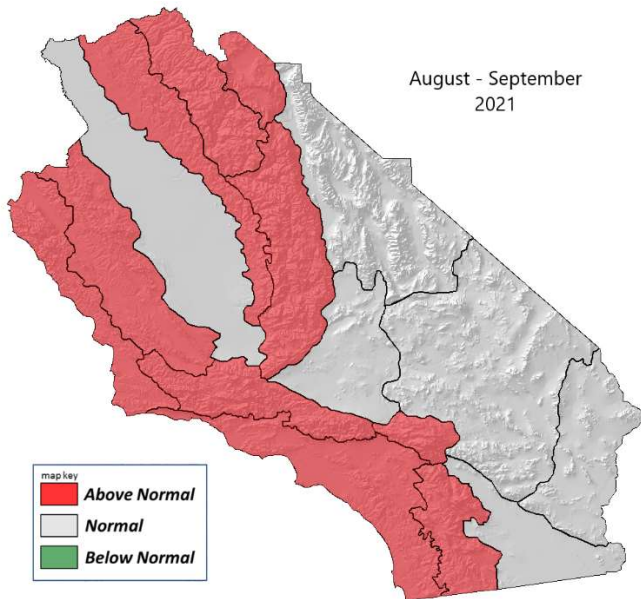 August - September
2021
map key
Above Normal
Normal
Below Normal